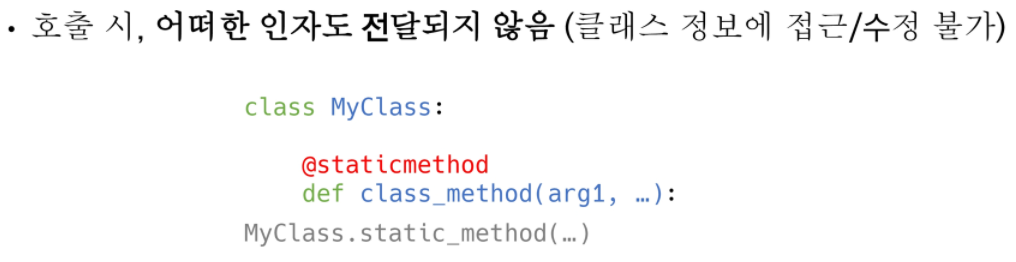 • 호출 시, 어떠한 인자도 전달되지 않음 (클래스 정보에 접근/수정 불가)
class MyClass:
@staticmethod
def class_method(arg1, …):
MyClass.static_method(…)